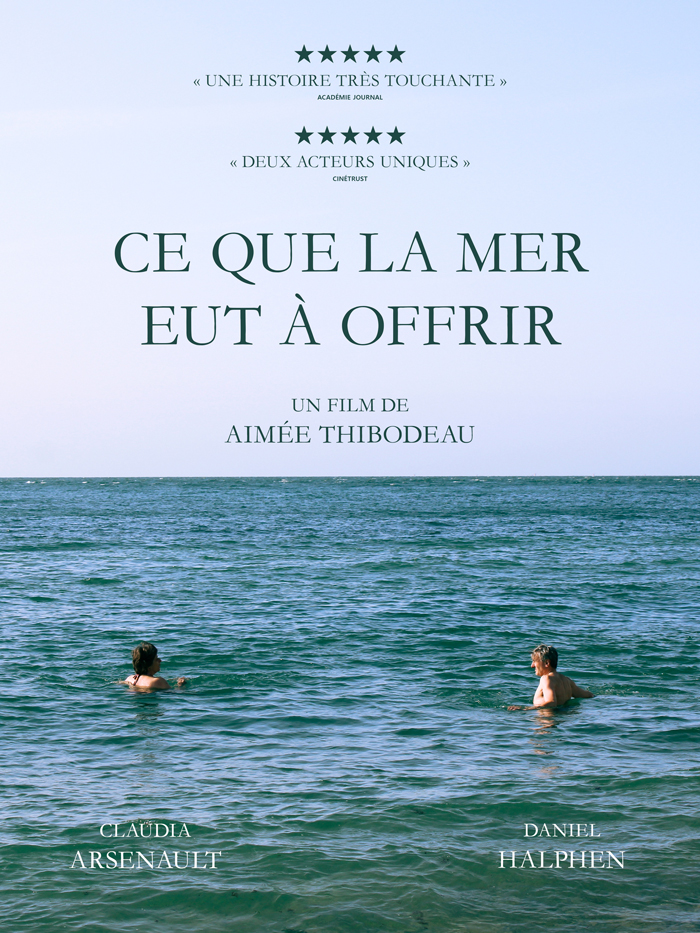 ★★★★★
« UNE HISTOIRE TRÈS TOUCHANTE »
ACADÉMIE JOURNAL
★★★★★
« DEUX ACTEURS UNIQUES »
CINÉTRUST
CE QUE LA MER
EUT À OFFRIR
UN FILM DE
AIMÉE THIBODEAU
CLAUDIA
ARSENAULT
DANIEL
HALPHEN